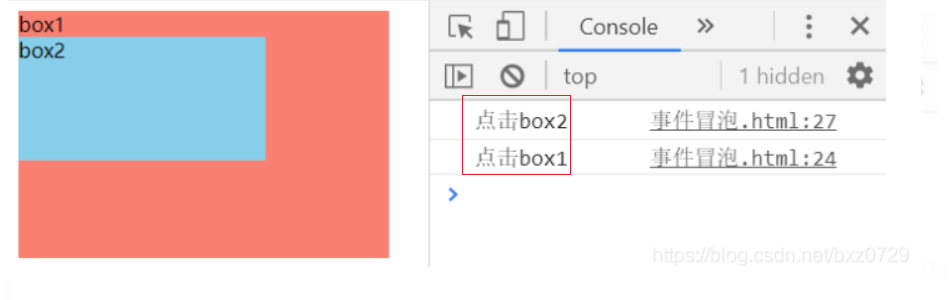 box1
box2
Console
top
1 hidden
点击box2 事件冒泡.html:27
点击box1 事件冒泡.html:24
https://blog.csdn.net/bxz0729